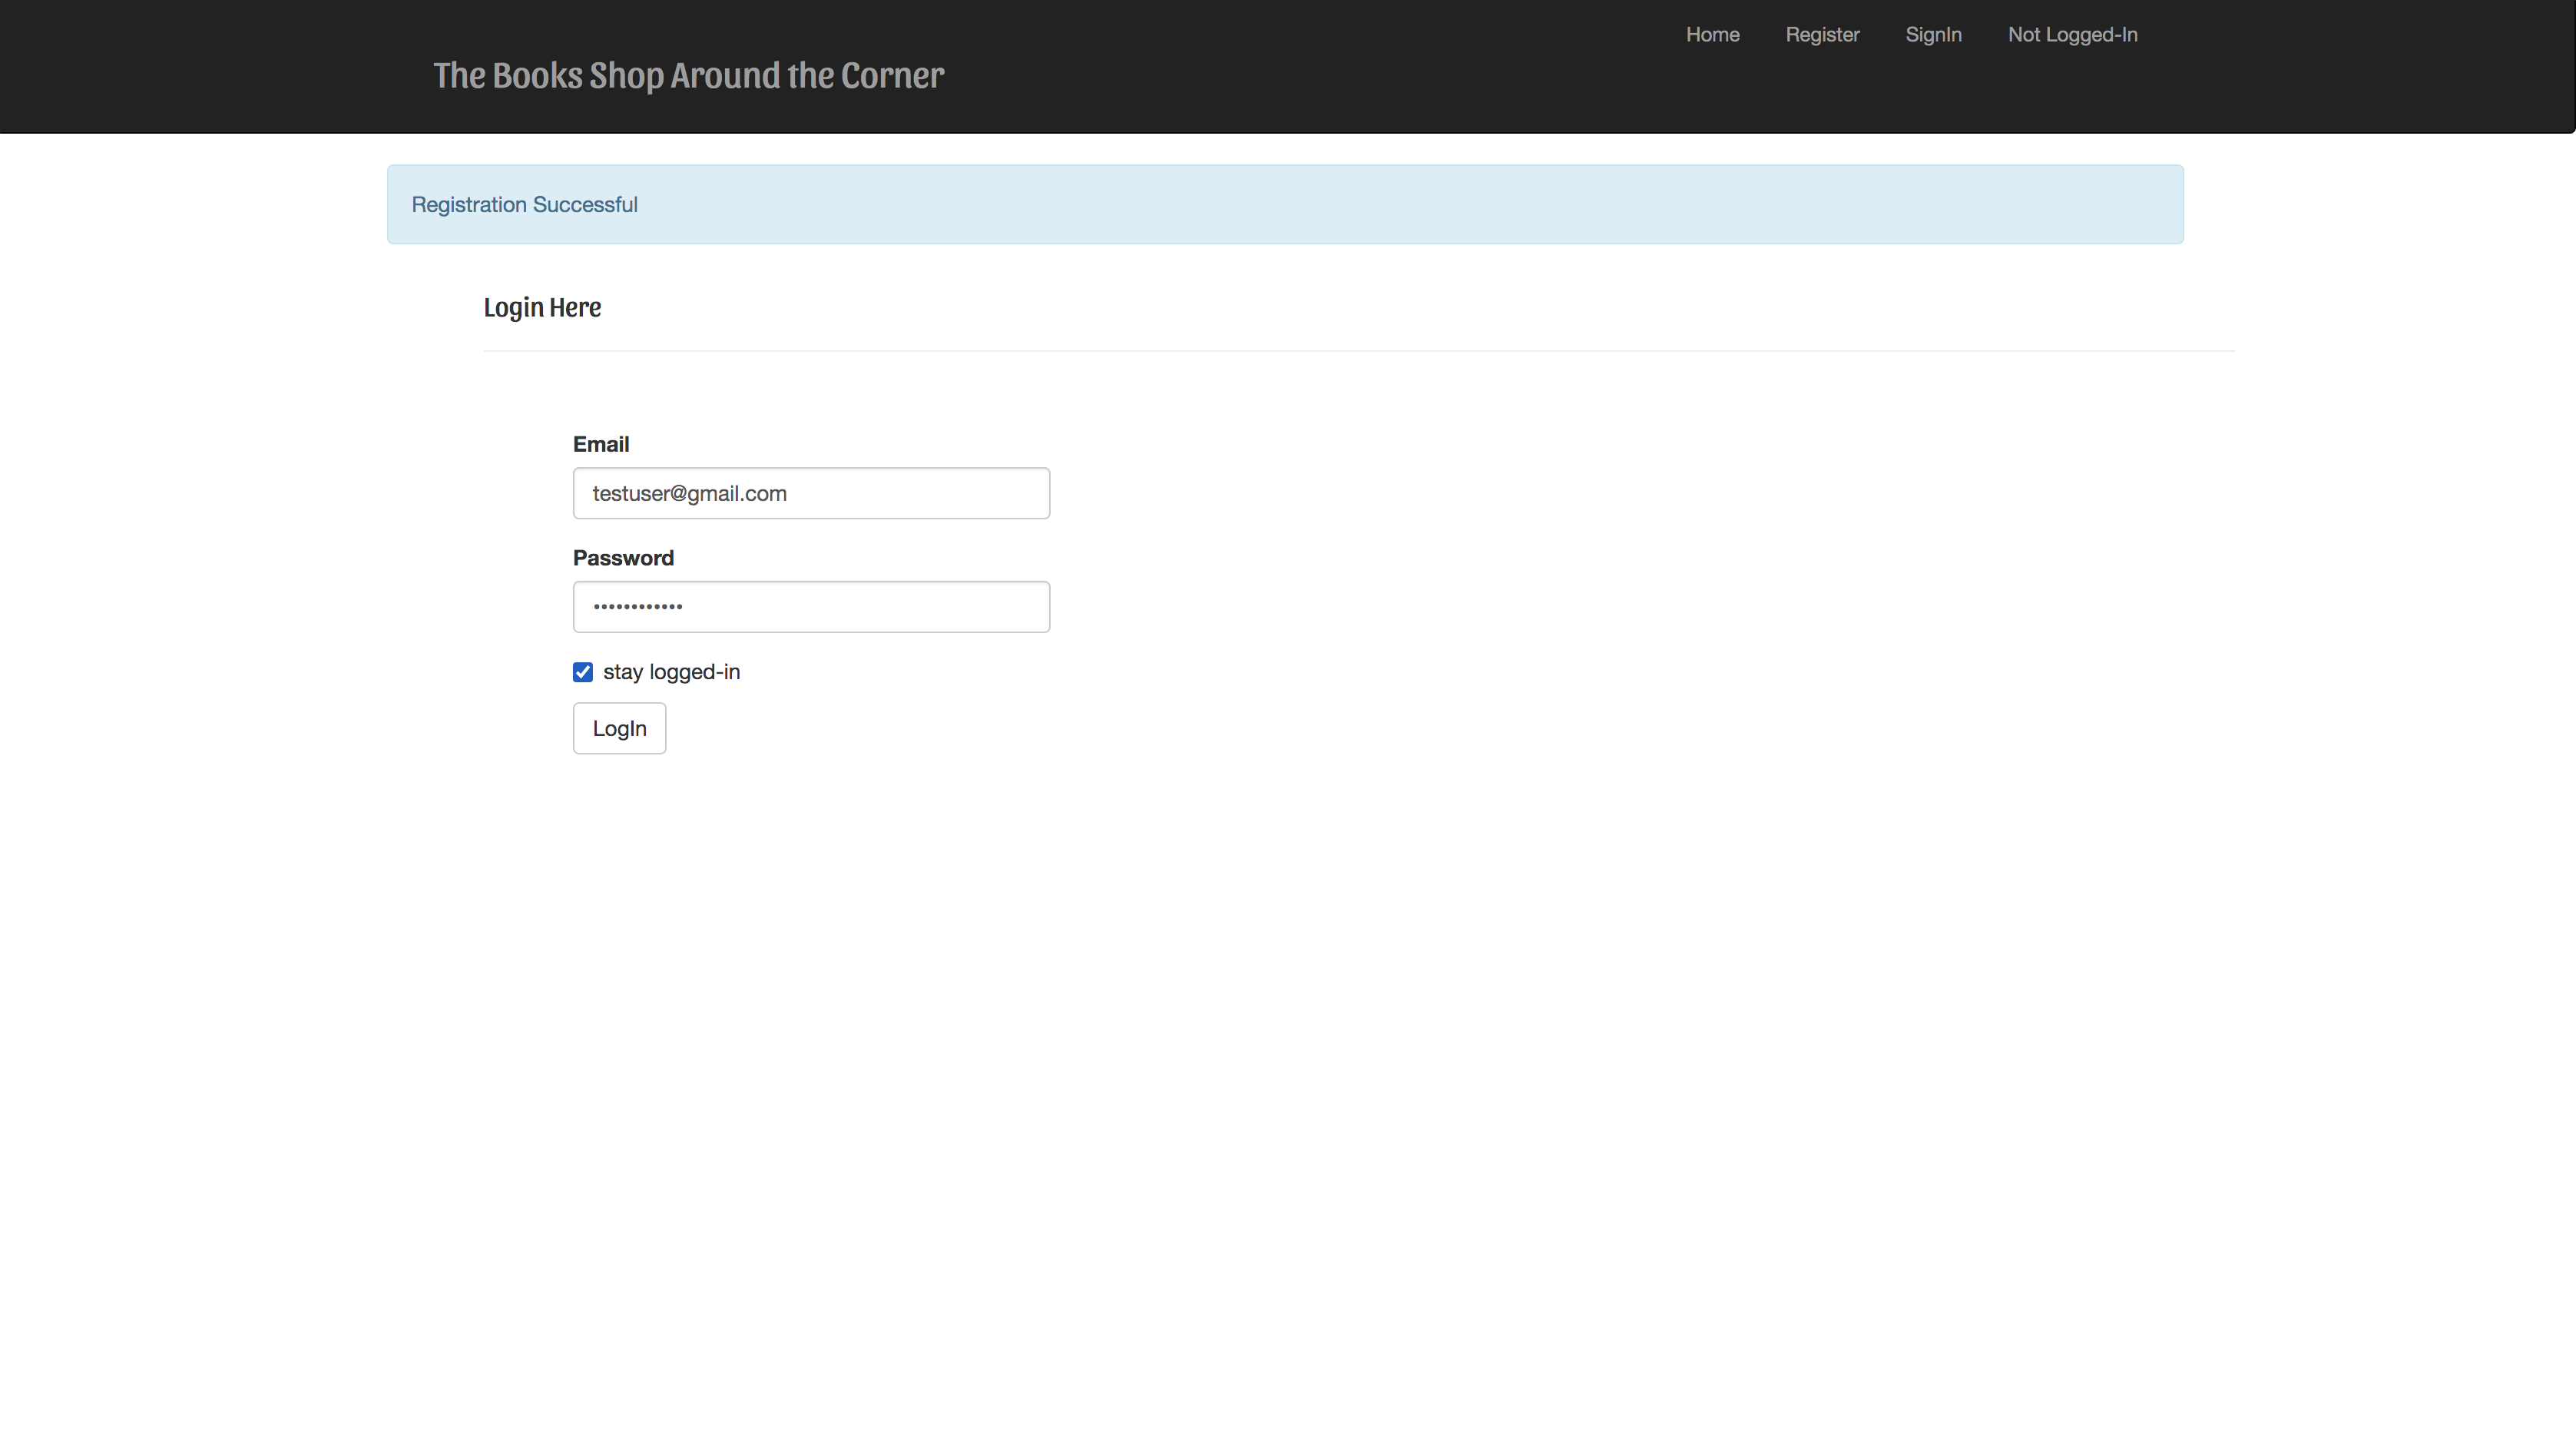 Home Register SignIn Not Logged-In
The Books Shop Around the Corner
Registration Successful
Login Here
Email
testuser@gmail.com
Password
••••••••••••
stay logged-in
LogIn